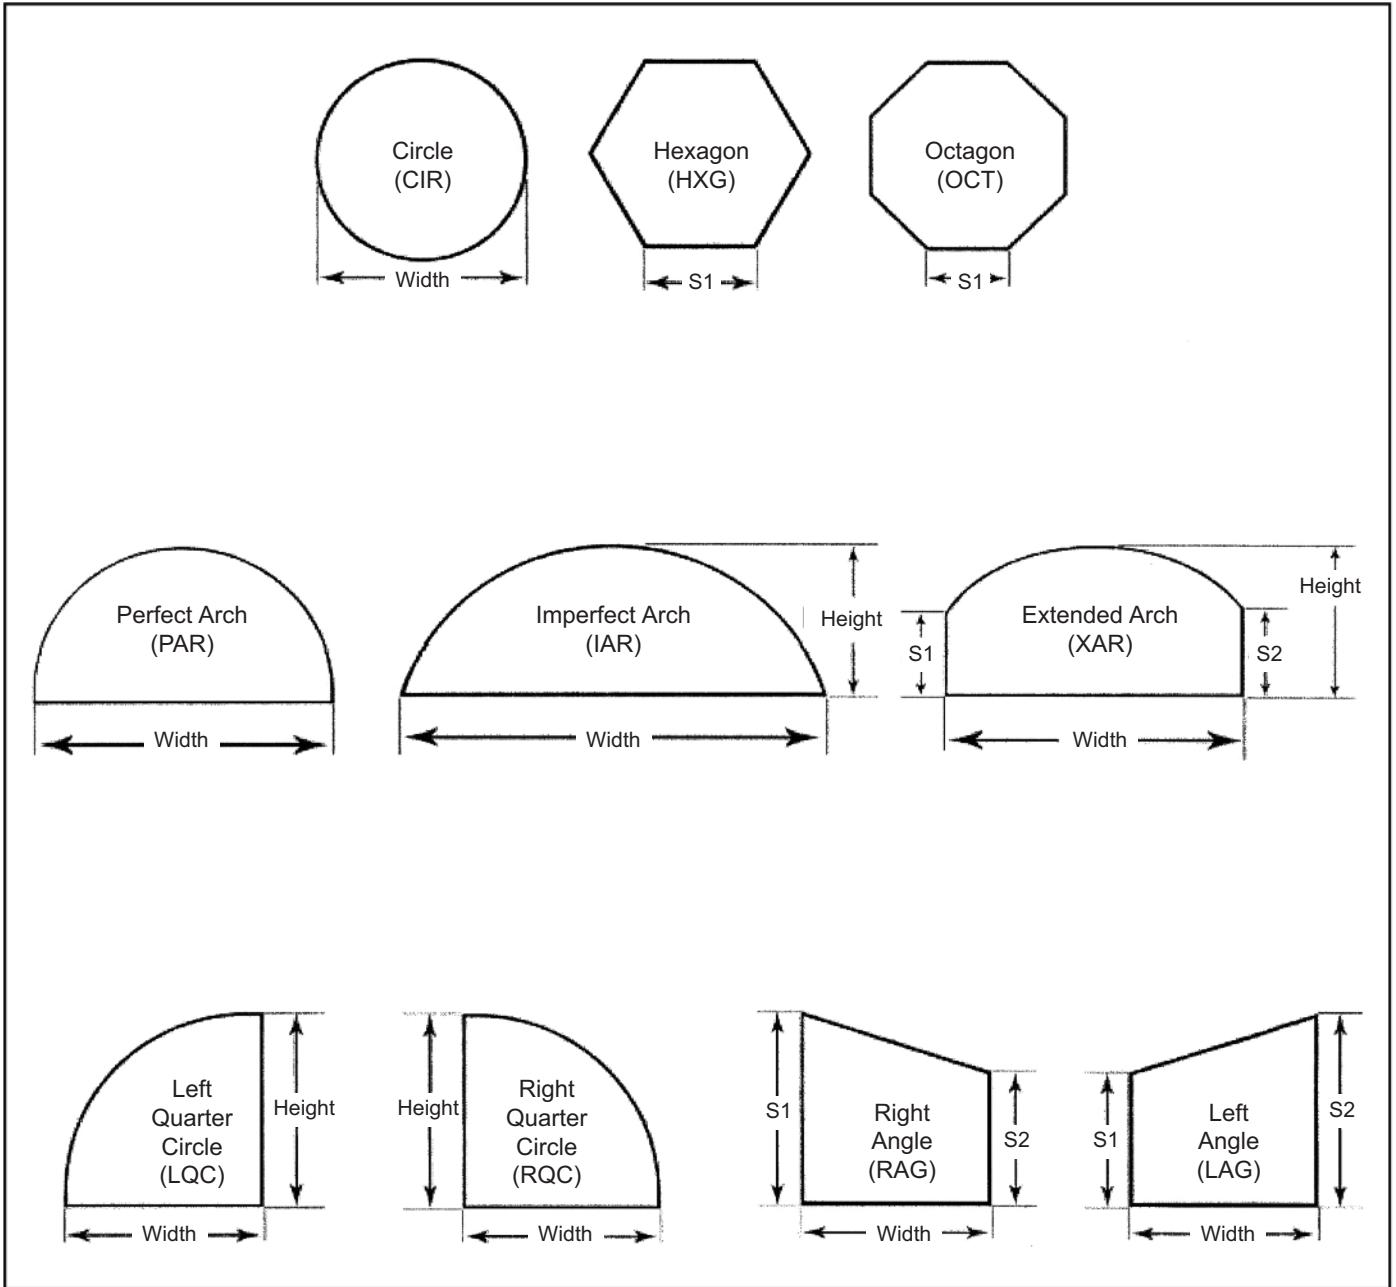 Circle
(CIR)
Width
Hexagon
(HXG)
S1
Octagon
(OCT)
S1
Perfect Arch
(PAR)
Width
Imperfect Arch
(IAR)
Height
Width
Extended Arch
(XAR)
S1
S2
Height
Width
Left
Quarter
Circle
(LQC)
Height
Width
Right
Quarter
Circle
(RQC)
Height
Width
Right
Angle
(RAG)
S1
S2
Width
Left
Angle
(LAG)
S1
S2
Width